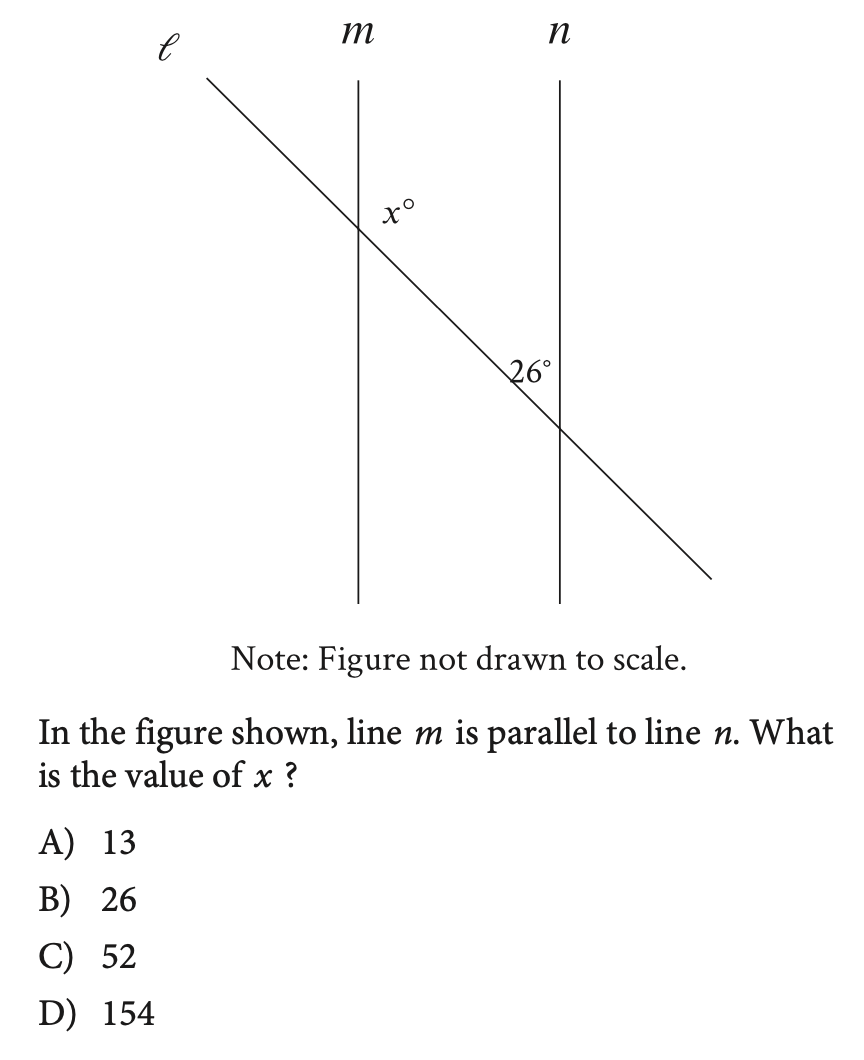 ℓ
m
n
x°
26°
Note: Figure not drawn to scale.
In the figure shown, line m is parallel to line n. What
is the value of x ?
A) 13
B) 26
C) 52
D) 154